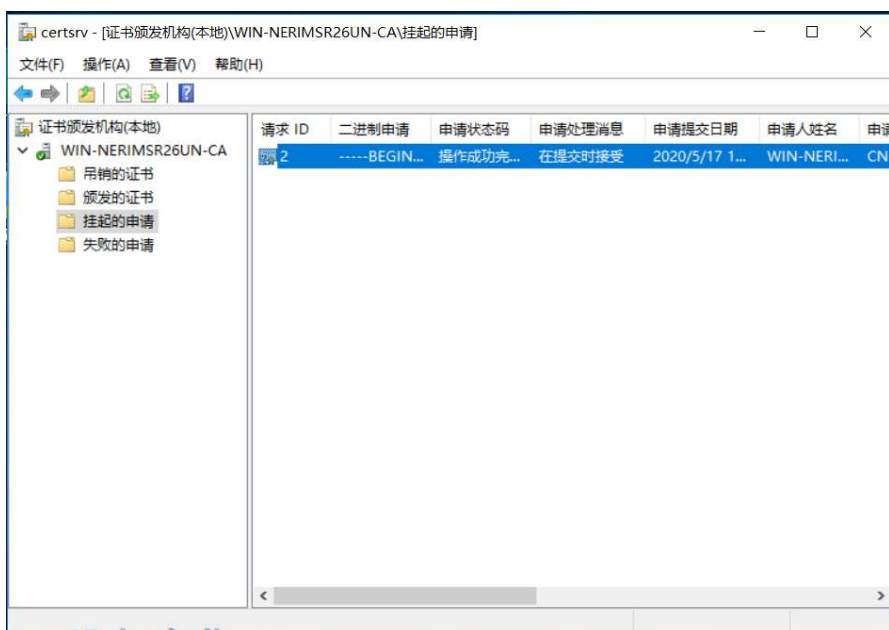 certsrv - [证书颁发机构(本地)\WIN-NERIMSR26UN-CA\挂起的申请]
文件(F) 操作(A) 查看(V) 帮助(H)
证书颁发机构(本地)
WIN-NERIMSR26UN-CA
吊销的证书
颁发的证书
挂起的申请
失败的申请
请求 ID 二进制申请 申请状态码 申请处理消息 申请提交日期 申请人姓名 申请
2 -----BEGIN... 操作成功完... 在提交时接受 2020/5/17 1... WIN-NERI... CN